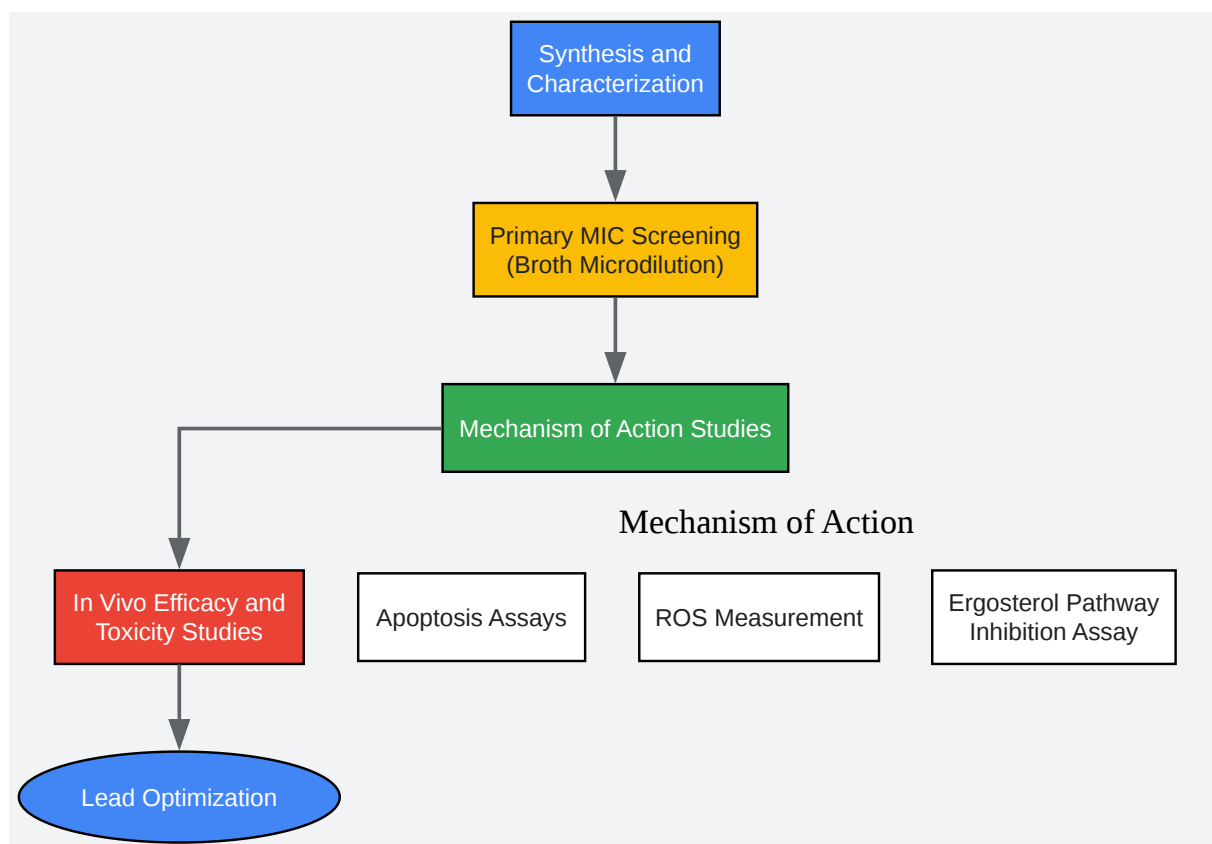 Synthesis and
Characterization
Primary MIC Screening
(Broth Microdilution)
Mechanism of Action Studies
Mechanism of Action
In Vivo Efficacy and
Toxicity Studies
Apoptosis Assays
ROS Measurement
Ergosterol Pathway
Inhibition Assay
Lead Optimization